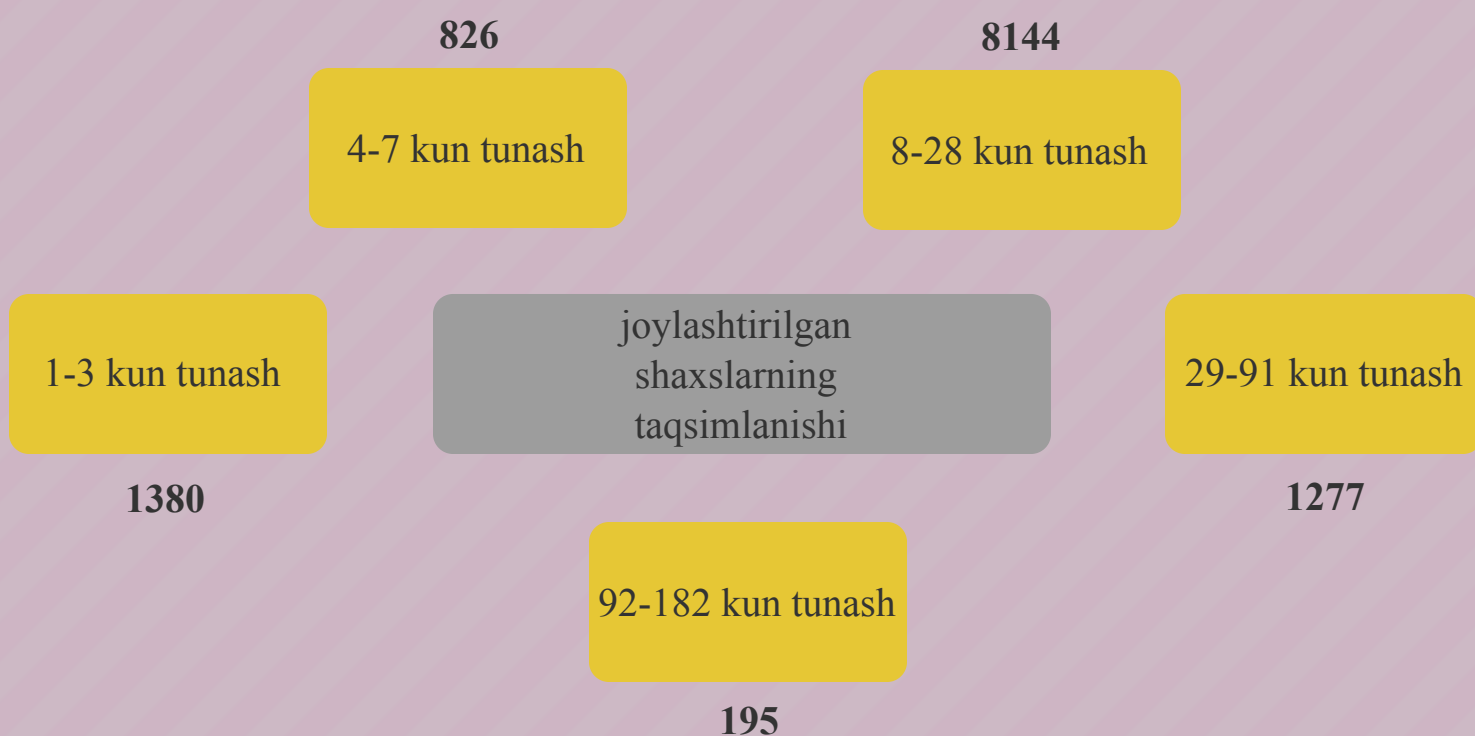 826
8144
4-7 kun tunash
8-28 kun tunash
1-3 kun tunash
joylashtirilgan
shaxslarning
taqsimlanishi
29-91 kun tunash
1380
1277
92-182 kun tunash
195